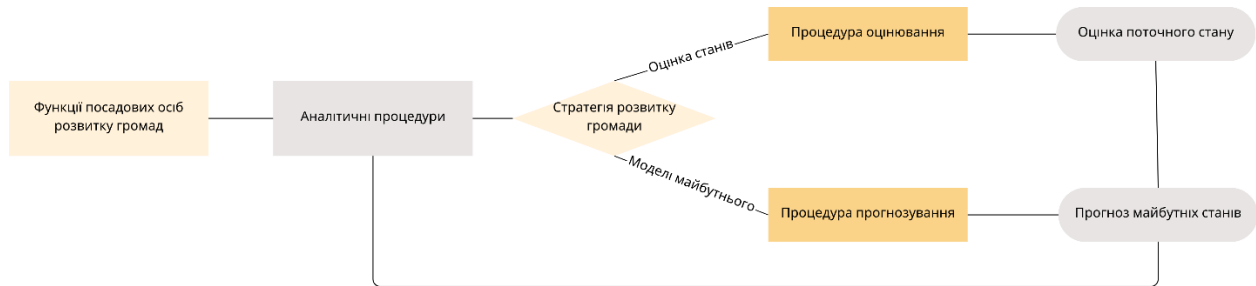 Функції посадових осіб
розвитку громад
Аналітичні процедури
Стратегія розвитку
громади
Оцінка станів
Моделі майбутнього
Процедура оцінювання
Оцінка поточного стану
Процедура прогнозування
Прогноз майбутніх станів